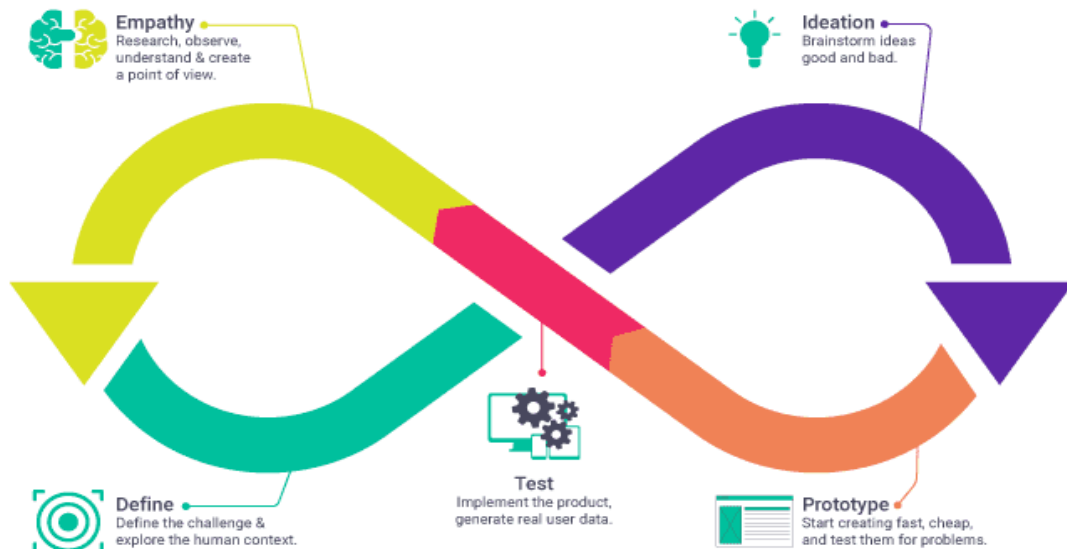 Empathy
Research, observe,
understand & create
a point of view.
Ideation
Brainstorm ideas
good and bad.
Define
Define the challenge &
explore the human context.
Test
Implement the product,
generate real user data.
Prototype
Start creating fast, cheap,
and test them for problems.